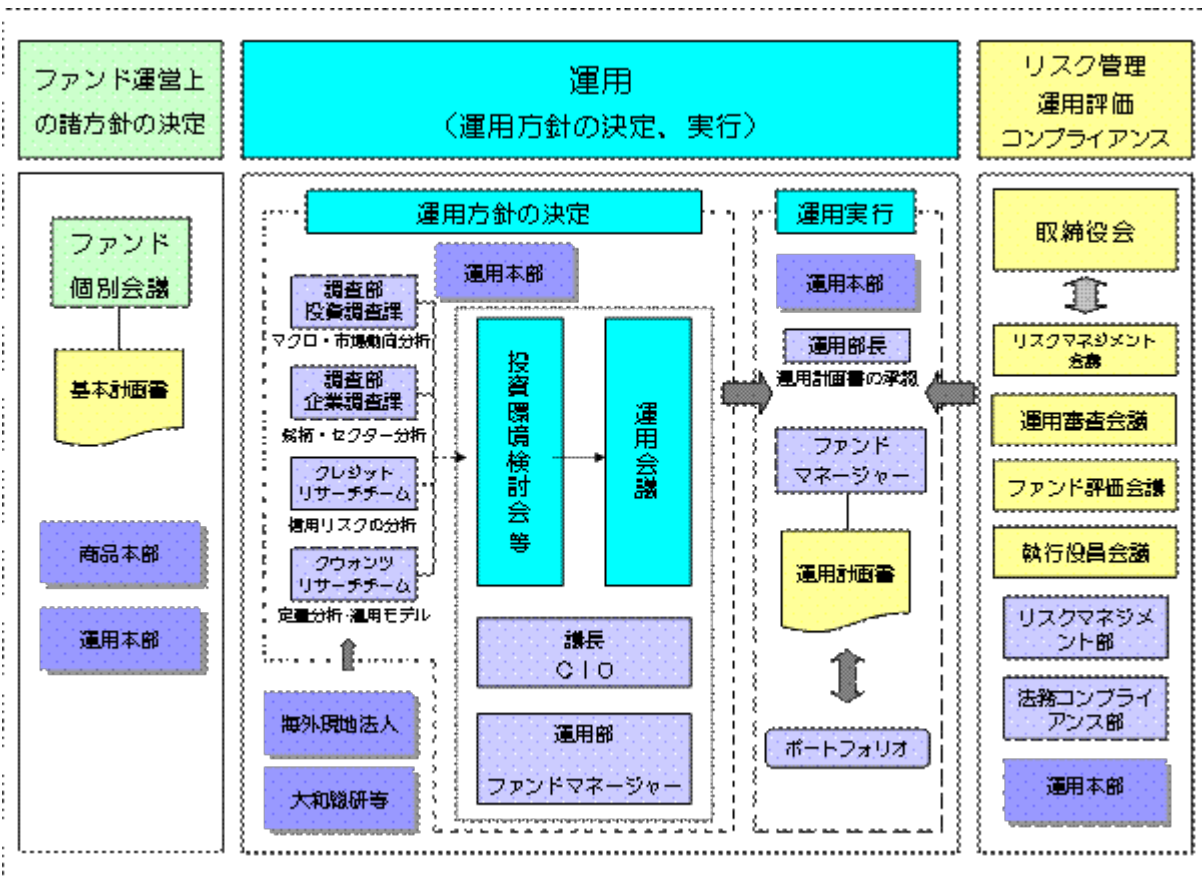 ファンド運営上
の諸方針の決定
運用
（運用方針の決定、実行）
リスク管理
運用評価
コンプライアンス
ファンド
個別会議
基本計画書
商品本部
運用本部
運用方針の決定
運用本部
調査部
投資調査課
マクロ・市場動向分析
調査部
企業調査課
銘柄・セクター分析
クレジット
リサーチチーム
信用リスクの分析
クウォンツ
リサーチチーム
定量分析・運用モデル
海外現地法人
大和総研等
投資環境検討会 等
運用会議
議長
ＣＩＯ
運用部
ファンドマネージャー
運用実行
運用本部
運用部長
運用計画書の承認
ファンド
マネージャー
運用計画書
ポートフォリオ
取締役会
リスクマネジメント
会議
運用審査会議
ファンド評価会議
執行役員会議
リスクマネジメ
ント部
法務コンプライ
アンス部
運用本部